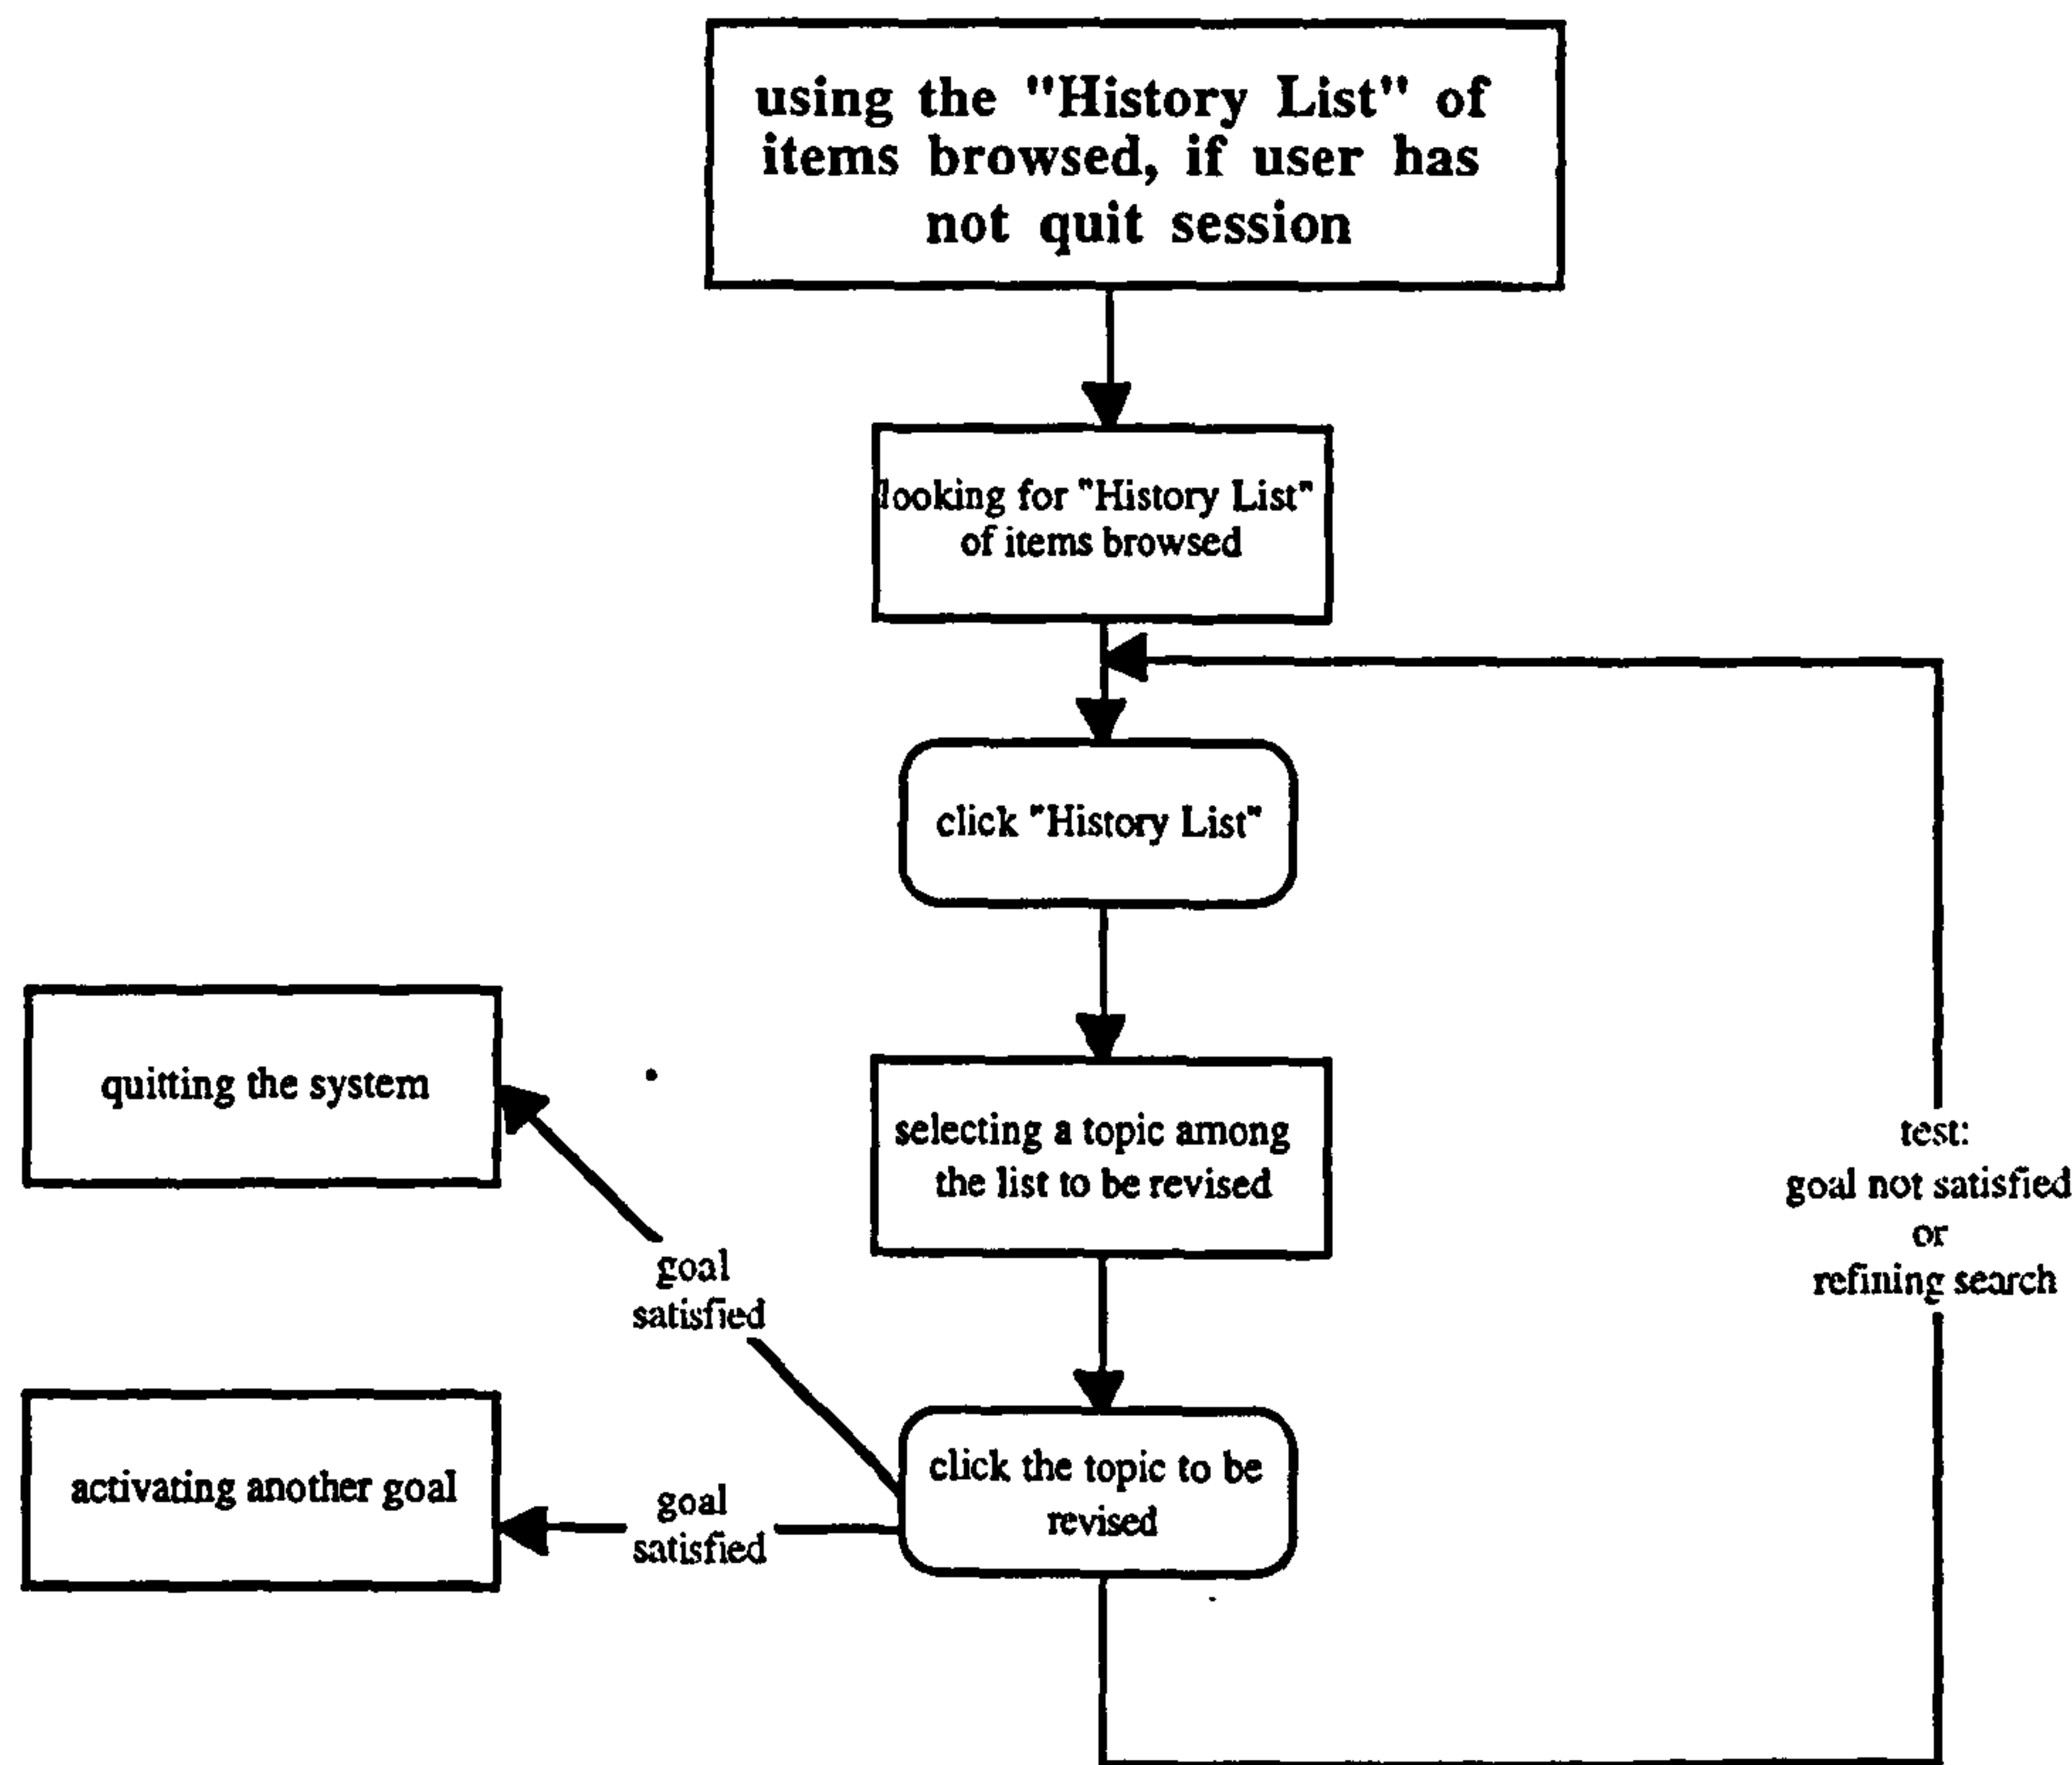 using the "History List" of
items browsed, if user has
not quit session
looking for "History List"
of items browsed
click "History List"
quitting the system
selecting a topic among
the list to be revised
test:
goal not satisfied
or
refining search
goal
satisfied
activating another goal
goal
satisfied
click the topic to be
revised